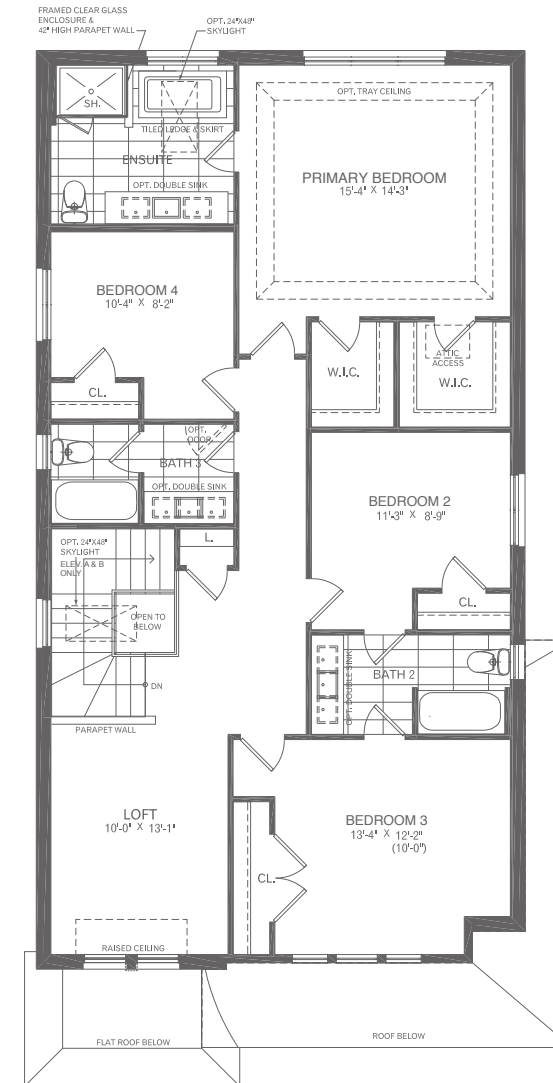 FRAMED CLEAR GLASS
ENCLOSURE &
42" HIGH PARAPET WALL
OPT. 24"X48"
SKYLIGHT
SH.
TILED LEDGE & SKIRT
ENSUITE
OPT. DOUBLE SINK
OPT. TRAY CEILING
PRIMARY BEDROOM
15'-4" X 14'-3"
BEDROOM 4
10'-4" X 8'-2"
CL.
W.I.C.
ATTIC
ACCESS
W.I.C.
OPT.
DOOR
BATH 3
OPT. DOUBLE SINK
BEDROOM 2
11'-3" X 8'-9"
CL.
OPT. 24"X48"
SKYLIGHT
ELEV. A & B
ONLY
L.
OPEN TO
BELOW
DN
PARAPET WALL
OPT. DOUBLE SINK
BATH 2
LOFT
10'-0" X 13'-1"
BEDROOM 3
13'-4" X 12'-2"
(10'-0")
CL.
RAISED CEILING
FLAT ROOF BELOW
ROOF BELOW